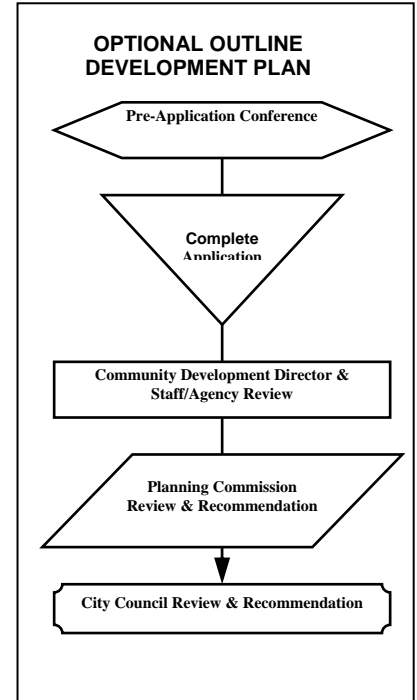 OPTIONAL OUTLINE
DEVELOPMENT PLAN
Pre-Application Conference
Complete
Application
Community Development Director &
Staff/Agency Review
Planning Commission
Review & Recommendation
City Council Review & Recommendation